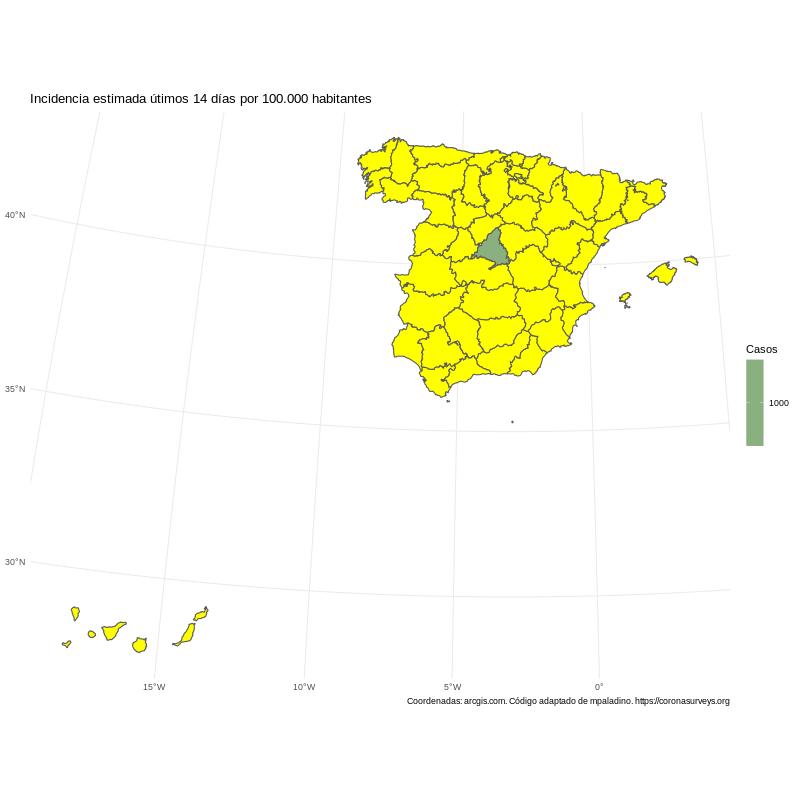 Incidencia estimada útimos 14 días por 100.000 habitantes
40°N
35°N
30°N
15°W
10°W
5°W
0°
Casos
1000
Coordenadas: arcgis.com. Código adaptado de mpaladino. https://coronasurveys.org